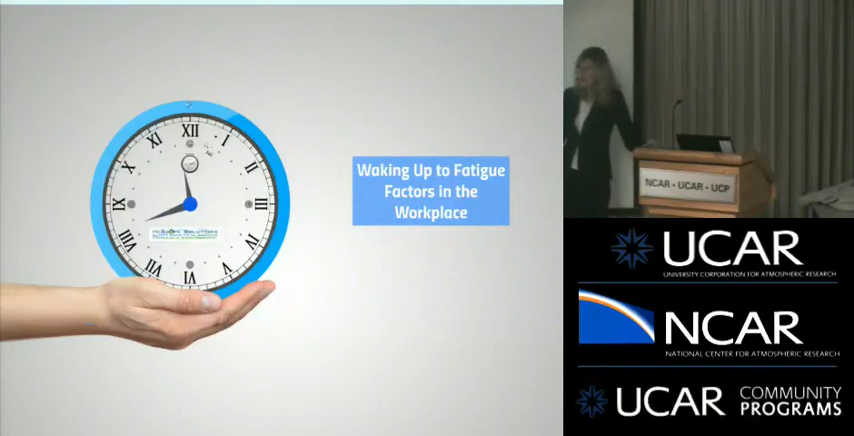 XII
I
II
III
IV
V
VI
VII
VIII
IX
X
XI
Waking Up to Fatigue
Factors in the
Workplace
NCAR • UCAR • UCP
UCAR
UNIVERSITY CORPORATION FOR ATMOSPHERIC RESEARCH
NCAR
NATIONAL CENTER FOR ATMOSPHERIC RESEARCH
UCAR COMMUNITY
PROGRAMS